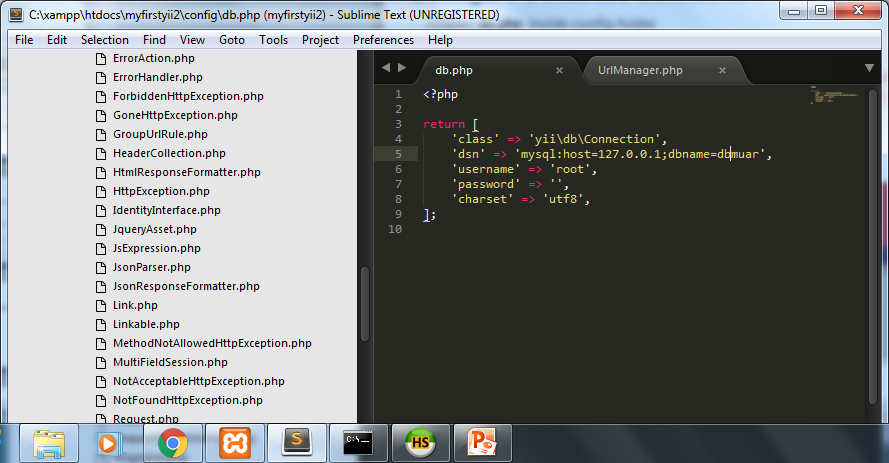 C:\xampp\htdocs\myfirstyii2\config\db.php (myfirstyii2) - Sublime Text (UNREGISTERED)
File Edit Selection Find View Goto Tools Project Preferences Help
ErrorAction.php
ErrorHandler.php
ForbiddenHttpException.php
GoneHttpException.php
GroupUrlRule.php
HeaderCollection.php
HtmlResponseFormatter.php
HttpException.php
IdentityInterface.php
JqueryAsset.php
JsExpression.php
JsonParser.php
JsonResponseFormatter.php
Link.php
Linkable.php
MethodNotAllowedHttpException.php
MultiFieldSession.php
NotAcceptableHttpException.php
NotFoundHttpException.php
Request.php
db.php × UrlManager.php ×
1 <?php
2
3 return [
4 'class' => 'yii\db\Connection',
5 'dsn' => 'mysql:host=127.0.0.1;dbname=dbmuar',
6 'username' => 'root',
7 'password' => '',
8 'charset' => 'utf8',
9 ];
10
S
C:\
HS
P